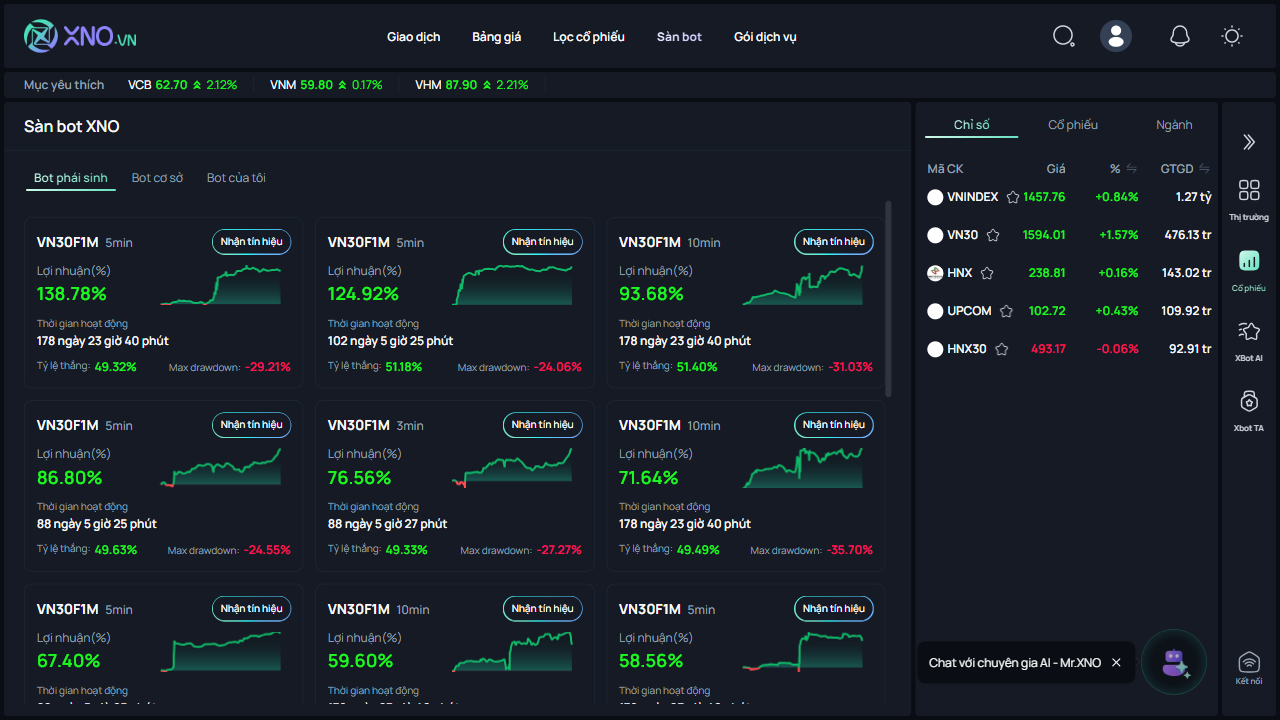 XNO.VN
Giao dịch Bảng giá Lọc cổ phiếu Sàn bot Gói dịch vụ
Mục yêu thích VCB 62.70 2.12% VNM 59.80 0.17% VHM 87.90 2.21%
Sàn bot XNO
Bot phái sinh Bot cơ sở Bot của tôi
VN30F1M 5min Nhận tín hiệu
Lợi nhuận(%)
138.78%
Thời gian hoạt động
178 ngày 23 giờ 40 phút
Tỷ lệ thắng: 49.32% Max drawdown: -29.21%
VN30F1M 5min Nhận tín hiệu
Lợi nhuận(%)
124.92%
Thời gian hoạt động
102 ngày 5 giờ 25 phút
Tỷ lệ thắng: 51.18% Max drawdown: -24.06%
VN30F1M 10min Nhận tín hiệu
Lợi nhuận(%)
93.68%
Thời gian hoạt động
178 ngày 23 giờ 40 phút
Tỷ lệ thắng: 51.40% Max drawdown: -31.03%
VN30F1M 5min Nhận tín hiệu
Lợi nhuận(%)
86.80%
Thời gian hoạt động
88 ngày 5 giờ 25 phút
Tỷ lệ thắng: 49.63% Max drawdown: -24.55%
VN30F1M 3min Nhận tín hiệu
Lợi nhuận(%)
76.56%
Thời gian hoạt động
88 ngày 5 giờ 27 phút
Tỷ lệ thắng: 49.33% Max drawdown: -27.27%
VN30F1M 10min Nhận tín hiệu
Lợi nhuận(%)
71.64%
Thời gian hoạt động
178 ngày 23 giờ 40 phút
Tỷ lệ thắng: 49.49% Max drawdown: -35.70%
VN30F1M 5min Nhận tín hiệu
Lợi nhuận(%)
67.40%
Thời gian hoạt động
VN30F1M 10min Nhận tín hiệu
Lợi nhuận(%)
59.60%
Thời gian hoạt động
VN30F1M 5min Nhận tín hiệu
Lợi nhuận(%)
58.56%
Thời gian hoạt động
Chỉ số Cổ phiếu Ngành
Mã CK Giá % GTGD
VNINDEX 1457.76 +0.84% 1.27 tỷ
VN30 1594.01 +1.57% 476.13 tr
HNX 238.81 +0.16% 143.02 tr
UPCOM 102.72 +0.43% 109.92 tr
HNX30 493.17 -0.06% 92.91 tr
Chat với chuyên gia AI - Mr.XNO
Thị trường
Cổ phiếu
XBot AI
Xbot TA
Kết nối